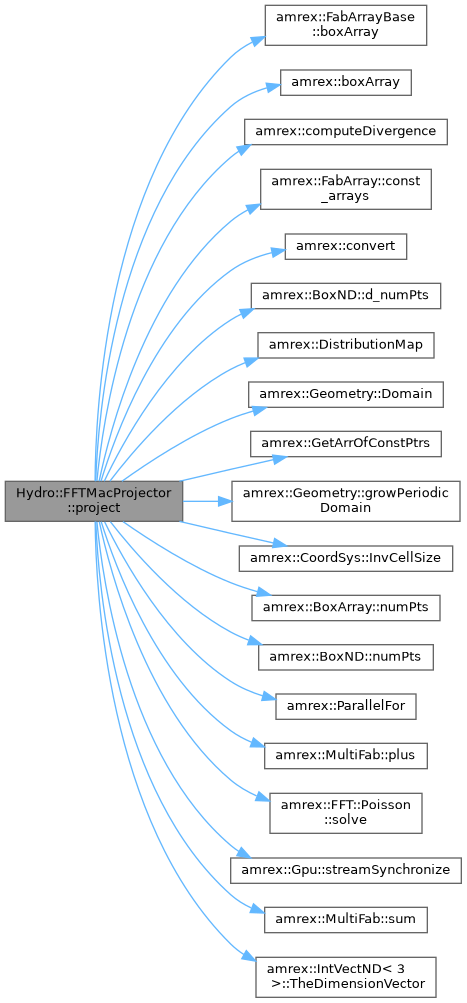 amrex::FabArrayBase
::boxArray
amrex::boxArray
amrex::computeDivergence
amrex::FabArray::const
_arrays
amrex::convert
amrex::BoxND::d_numPts
amrex::DistributionMap
amrex::Geometry::Domain
amrex::GetArrOfConstPtrs
Hydro::FFTMacProjector
::project
amrex::Geometry::growPeriodic
Domain
amrex::CoordSys::InvCellSize
amrex::BoxArray::numPts
amrex::BoxND::numPts
amrex::ParallelFor
amrex::MultiFab::plus
amrex::FFT::Poisson
::solve
amrex::Gpu::streamSynchronize
amrex::MultiFab::sum
amrex::IntVectND< 3
>::TheDimensionVector